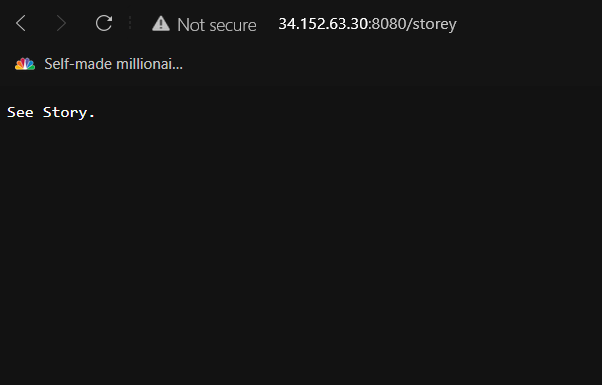 Not secure 34.152.63.30:8080/storey
Self-made millionai...
See Story.